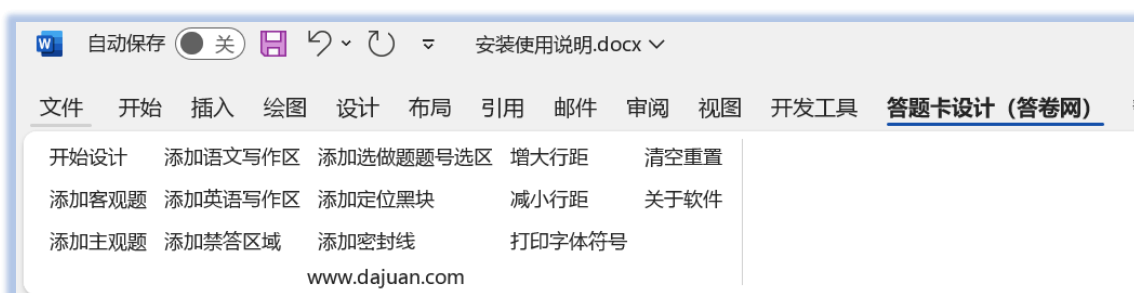 自动保存 关 安装使用说明.docx
文件 开始 插入 绘图 设计 布局 引用 邮件 审阅 视图 开发工具 答题卡设计（答卷网）
开始设计 添加语文写作区 添加选做题题号选区 增大行距 清空重置
添加客观题 添加英语写作区 添加定位黑块 减小行距 关于软件
添加主观题 添加禁答区域 添加密封线 打印字体符号
www.dajuan.com